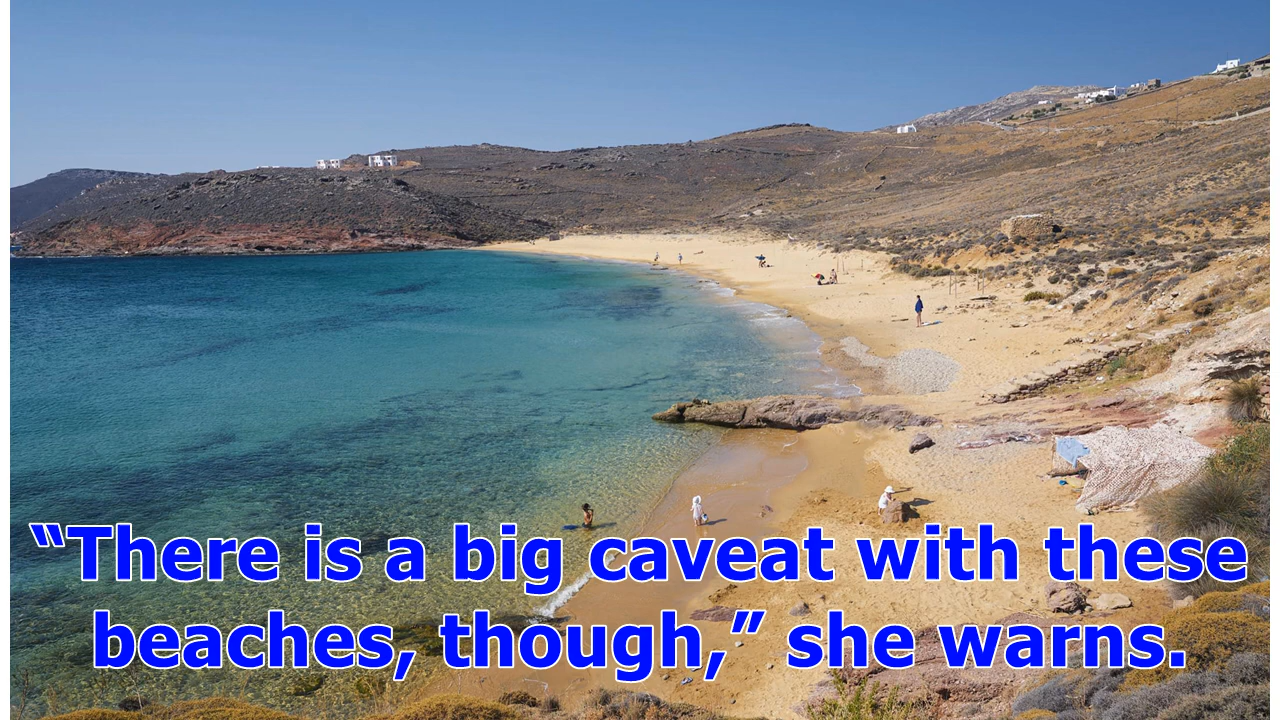 “There is a big caveat with these
beaches, though,” she warns.